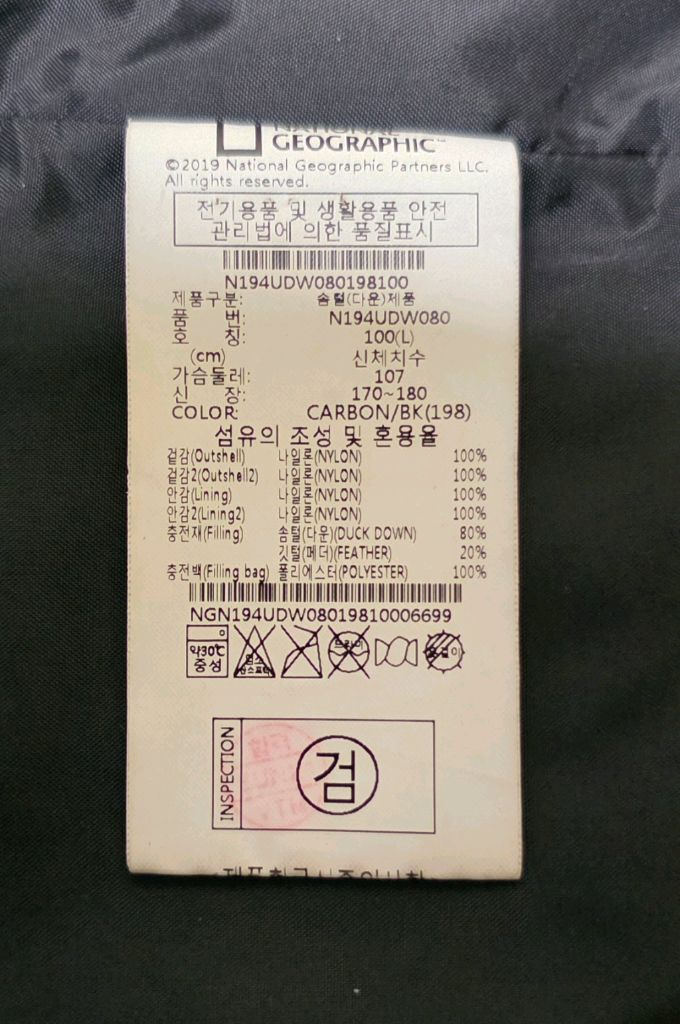 GEOGRAPHIC™
©2019 National Geographic Partners LLC.
All rights reserved.
전기용품 및 생활용품 안전
관리법에 의한 품질표시
N194UDW080198100
제품구분: 솜털(다운)제품
품 번: N194UDW080
호 칭: 100(L)
(cm) 신체치수
가슴둘레: 107
신 장: 170~180
COLOR: CARBON/BK(198)
섬유의 조성 및 혼용율
겉감(Outshell) 나일론(NYLON) 100%
겉감2(Outshell2) 나일론(NYLON) 100%
안감(Lining) 나일론(NYLON) 100%
안감2(Lining2) 나일론(NYLON) 100%
충전재(Filling) 솜털(다운)(DUCK DOWN) 80%
깃털(페더)(FEATHER) 20%
충전백(Filling bag) 폴리에스터(POLYESTER) 100%
NGN194UDW08019810006699
약30℃
중성
드라이
옷걸이
INSPECTION
검